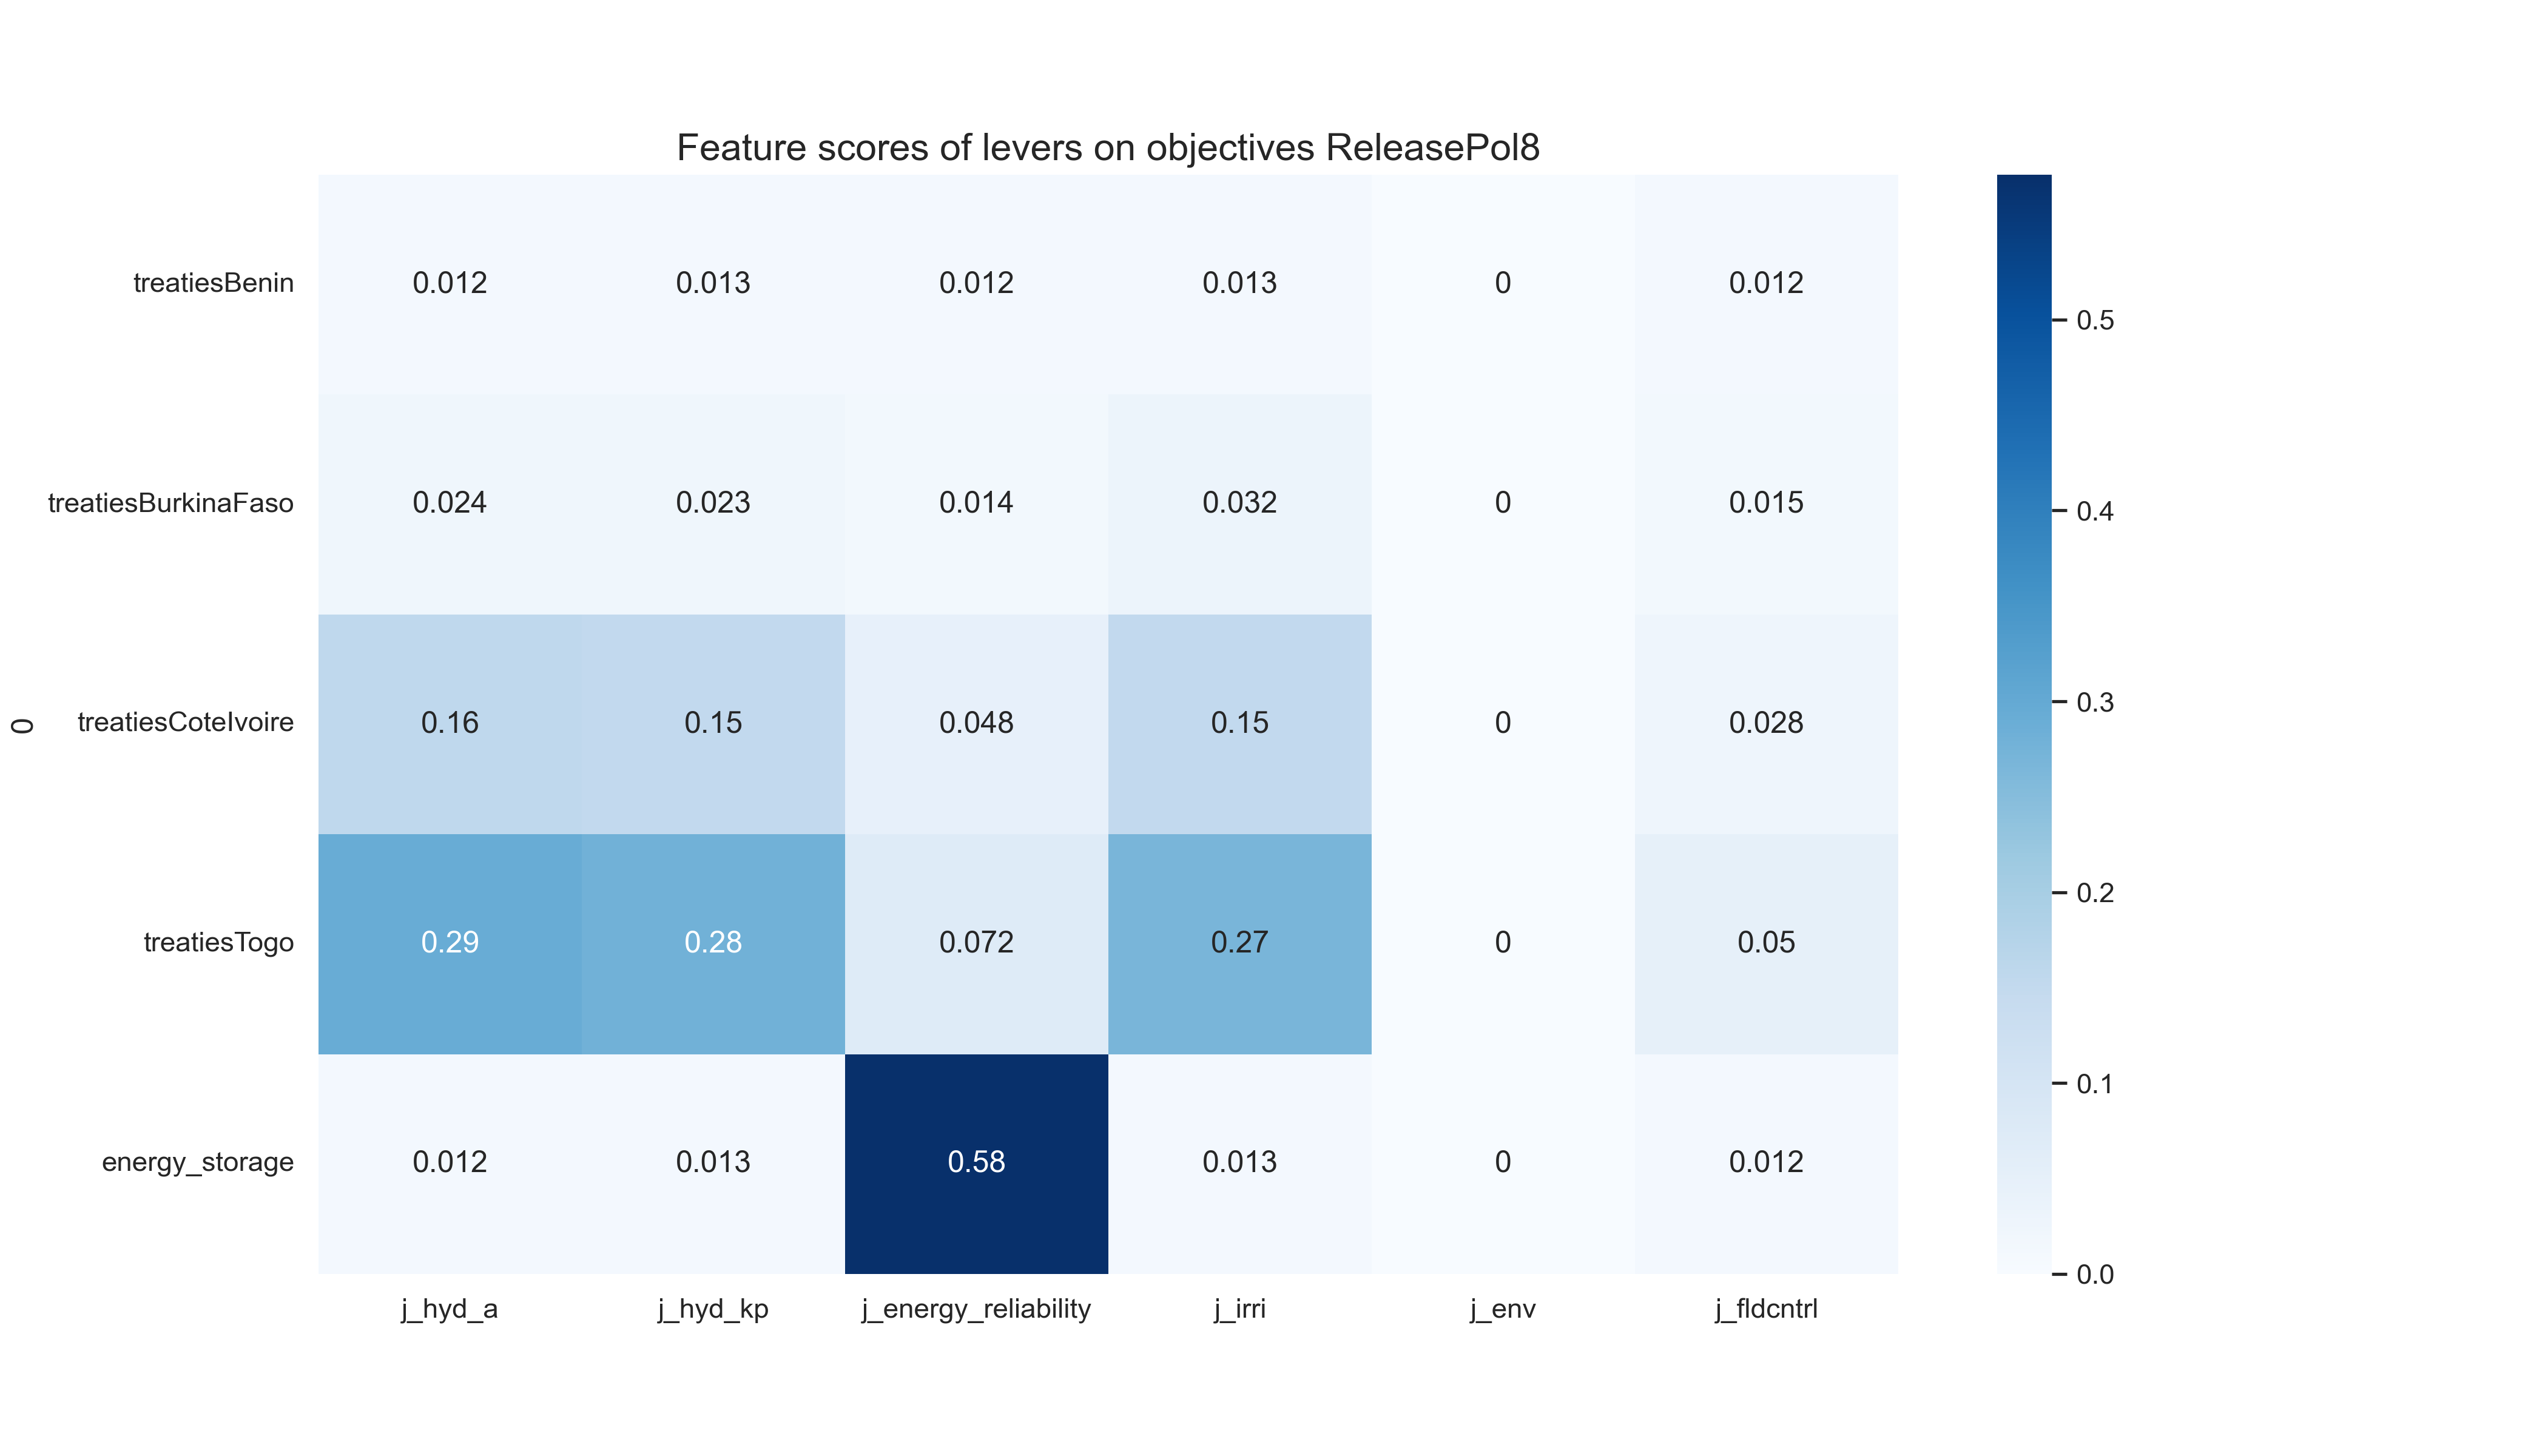 Feature scores of levers on objectives ReleasePol8
treatiesBenin 0.012 0.013 0.012 0.013 0 0.012
0.5
treatiesBurkinaFaso 0.024 0.023 0.014 0.032 0 0.015
0.4
0.3
0
treatiesCoteIvoire 0.16 0.15 0.048 0.15 0 0.028
0.2
treatiesTogo 0.29 0.28 0.072 0.27 0 0.05
0.1
energy_storage 0.012 0.013 0.58 0.013 0 0.012
0.0
j_hyd_a j_hyd_kp j_energy_reliability j_irri j_env j_fldcntrl